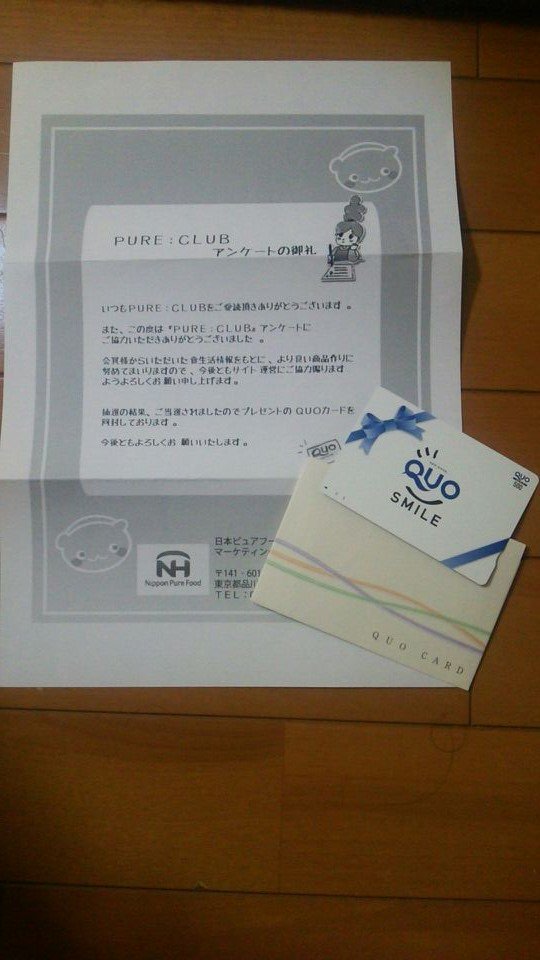 PURE:CLUB
アンケートの御礼
いつもPURE:CLUBをご愛読頂きありがとうございます。
また、この度は『PURE:CLUB』アンケートに
ご協力いただきありがとうございました。
会員様からいただいた食生活情報をもとに、より良い商品作りに
努めてまいりますので、今後ともサイト運営にご協力賜ります
ようよろしくお願い申し上げます。
抽選の結果、ご当選されましたのでプレゼントのQUOカードを
同封しております。
今後ともよろしくお願いいたします。
QUO
QUO
SMILE
QUO
NH
Nippon Pure Food
日本ピュアフー
マーケティン
〒141-601
東京都品川
TEL:0
QUO CARD